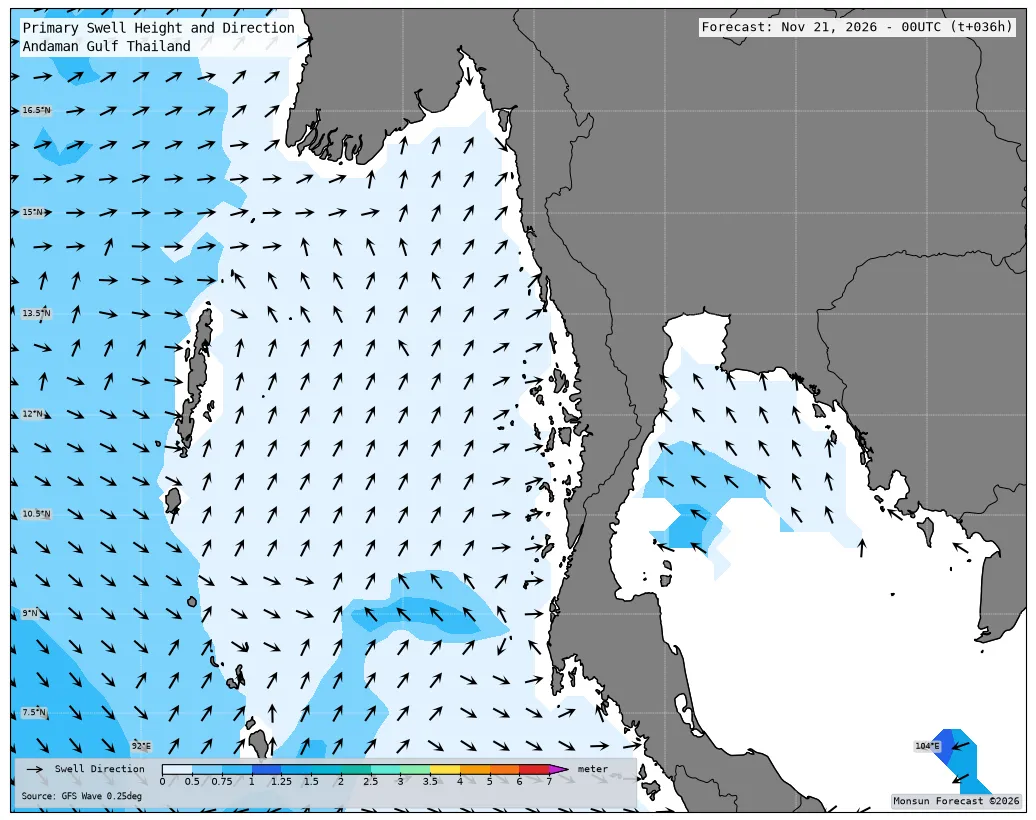 Primary Swell Height and Direction
Andaman Gulf Thailand
Forecast: Nov 21, 2026 - 00UTC (t+036h)
16.5°N
15°N
13.5°N
12°N
10.5°N
9°N
7.5°N
92°E
104°E
Swell Direction
0 0.5 0.75 1 1.25 1.5 2 2.5 3 3.5 4 5 6 7
meter
Source: GFS Wave 0.25deg
Monsun Forecast ©2026